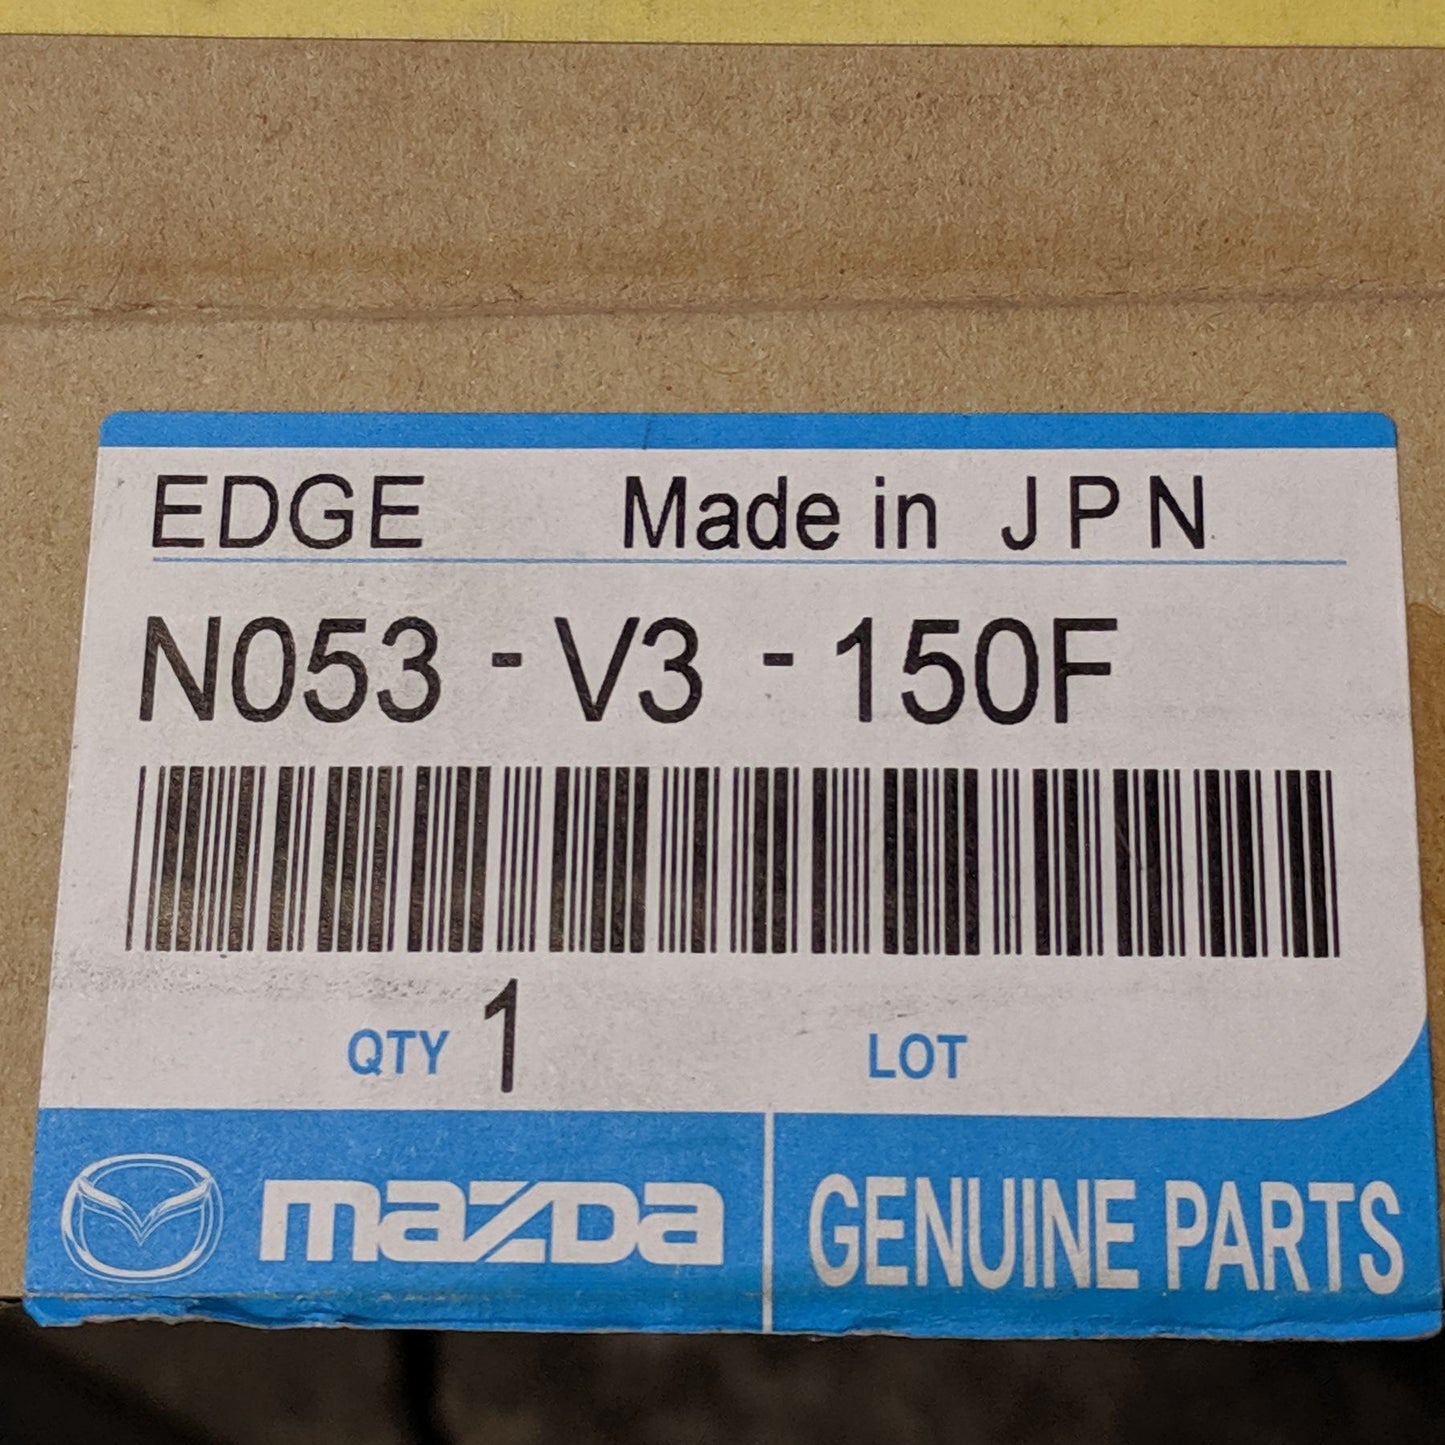 EDGE Made in JPN
N053 - V3 - 150F
QTY 1 LOT
mazDa GENUINE PARTS